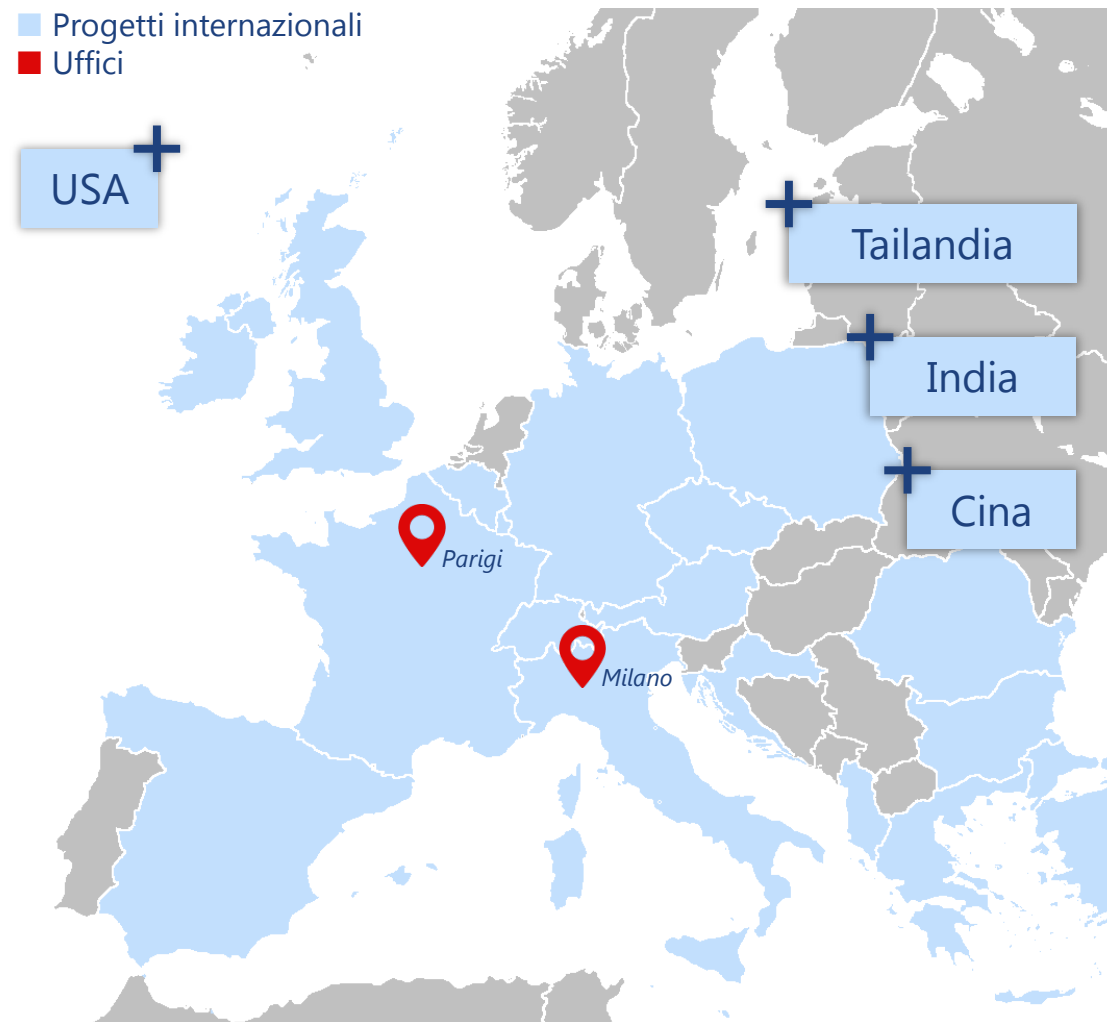 Progetti internazionali
Uffici
USA
Tailandia
India
Cina
Parigi
Milano